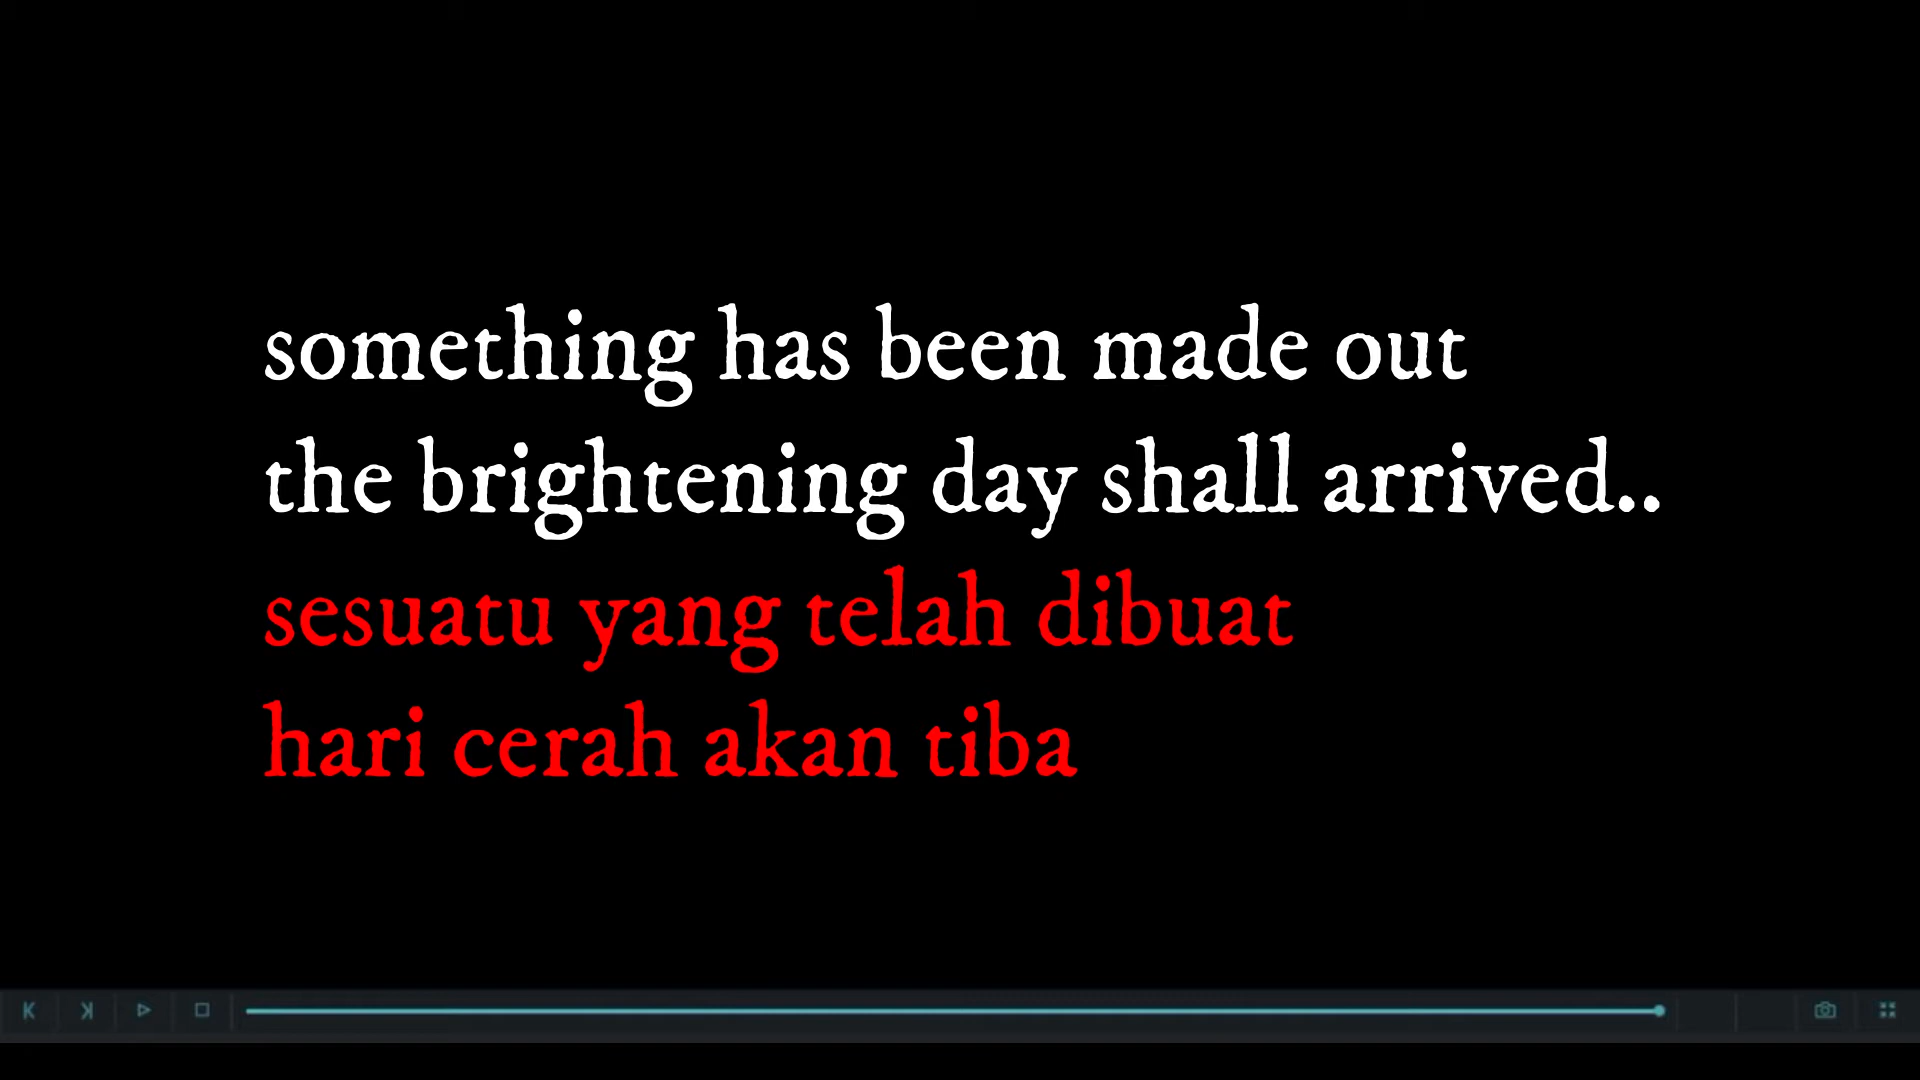 something has been made out
the brightening day shall arrived..
sesuatu yang telah dibuat
hari cerah akan tiba